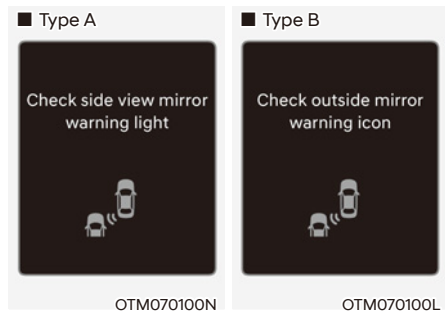 ■ Type A
Check side view mirror
warning light
OTM070100N
■ Type B
Check outside mirror
warning icon
OTM070100L